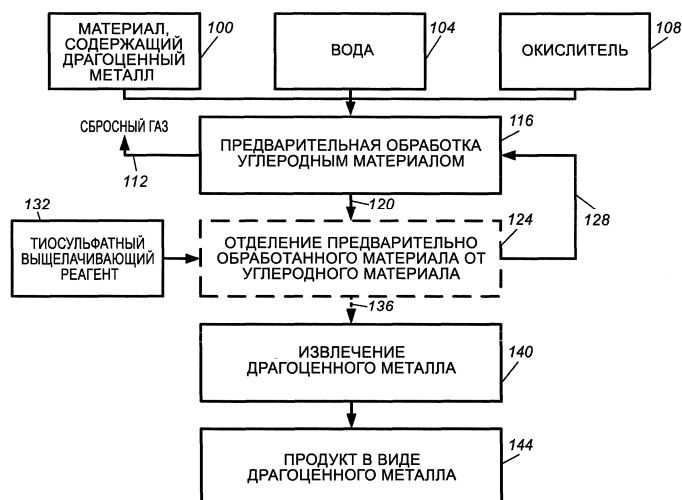 МАТЕРИАЛ,
СОДЕРЖАЩИЙ
ДРАГОЦЕННЫЙ
МЕТАЛЛ
100
ВОДА
104
ОКИСЛИТЕЛЬ
108
СБРОСНЫЙ ГАЗ
112
ПРЕДВАРИТЕЛЬНАЯ ОБРАБОТКА
УГЛЕРОДНЫМ МАТЕРИАЛОМ
116
120
128
132
ТИОСУЛЬФАТНЫЙ
ВЫЩЕЛАЧИВАЮЩИЙ
РЕАГЕНТ
124
ОТДЕЛЕНИЕ ПРЕДВАРИТЕЛЬНО
ОБРАБОТАННОГО МАТЕРИАЛА ОТ
УГЛЕРОДНОГО МАТЕРИАЛА
136
ИЗВЛЕЧЕНИЕ
ДРАГОЦЕННОГО МЕТАЛЛА
140
ПРОДУКТ В ВИДЕ
ДРАГОЦЕННОГО МЕТАЛЛА
144